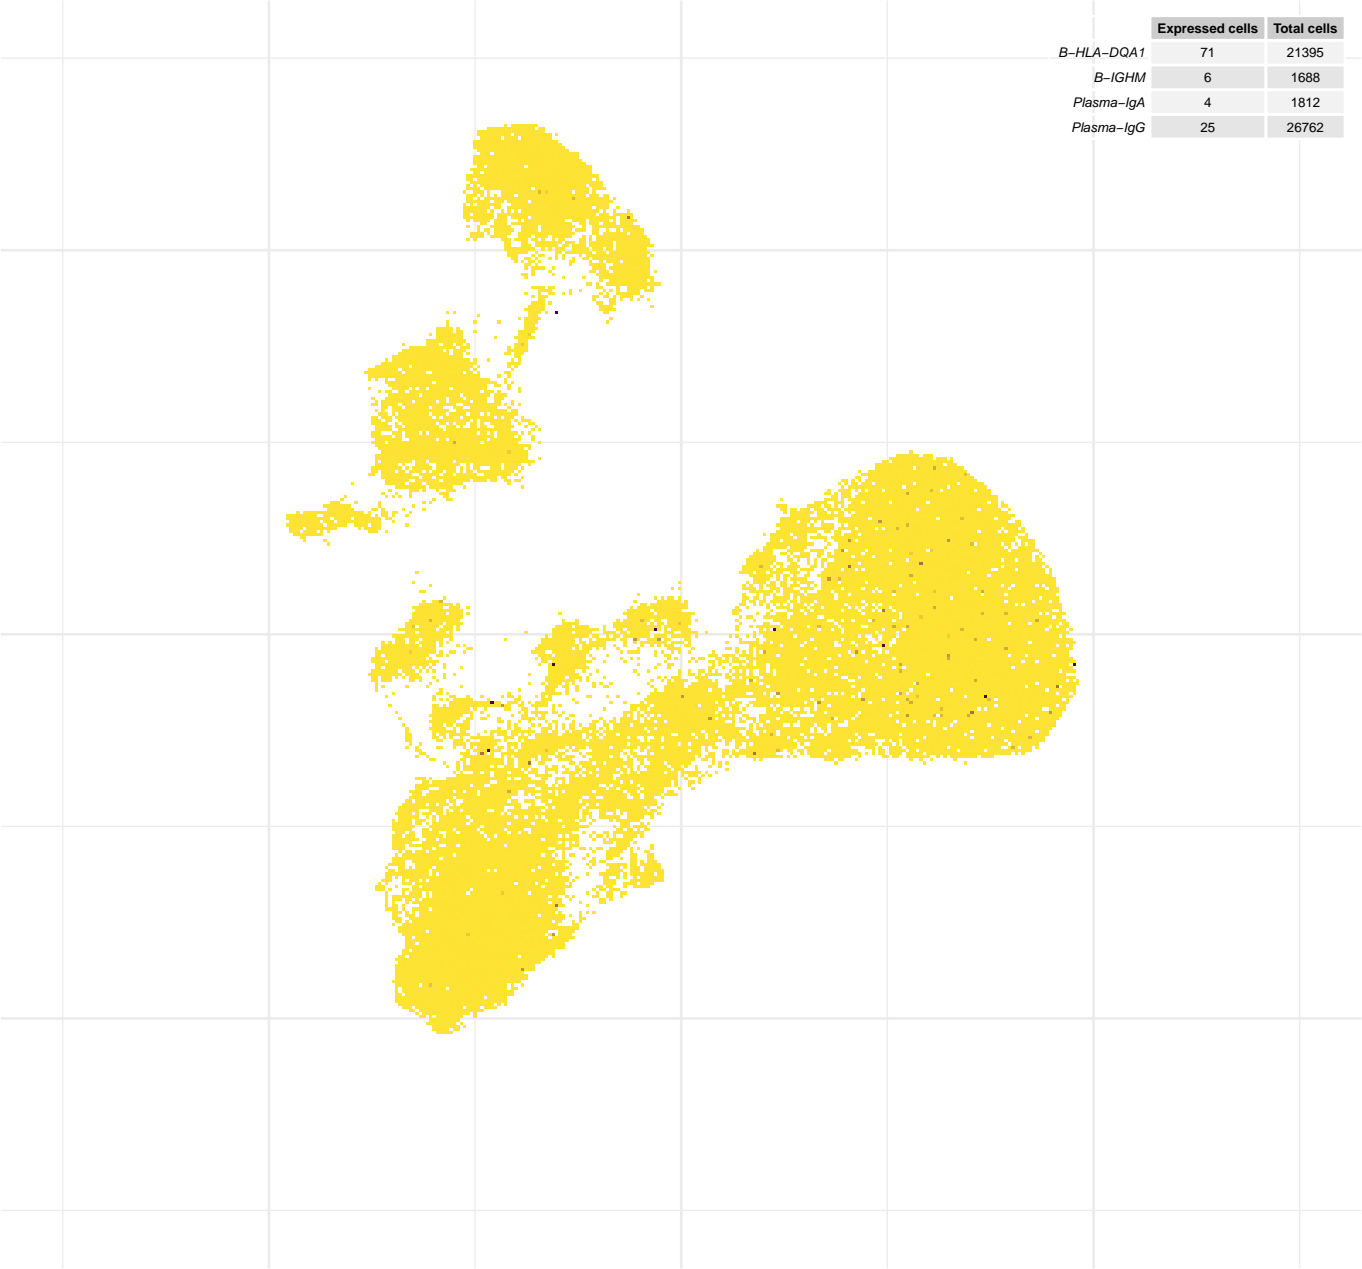 Expressed cells Total cells
B−HLA−DQA1 71 21395
B−IGHM 6 1688
Plasma−IgA 4 1812
Plasma−IgG 25 26762